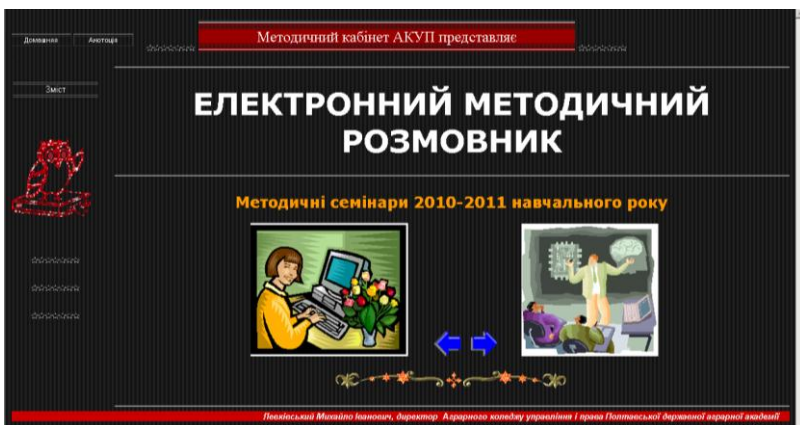 Методичний кабінет АКУП представляє
Домашняя
Анотація
Зміст
ЕЛЕКТРОННИЙ МЕТОДИЧНИЙ
РОЗМОВНИК
Методичні семінари 2010-2011 навчального року
Левківський Михайло Іванович, директор Аграрного коледжу управління і права Полтавської державної аграрної академії